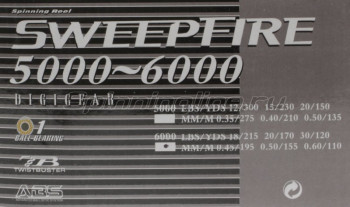 Spinning Reel
SWEEPFIRE
5000~6000
DIGIGEAR
5000 LBS/YDS 12/300 15/230 20/150
MM/M 0.35/275 0.40/210 0.50/135
1
BALL-BEARING
6000 LBS/YDS 18/215 20/170 30/120
MM/M 0.45/195 0.50/155 0.60/110
TB
TWISTBUSTER
ABS